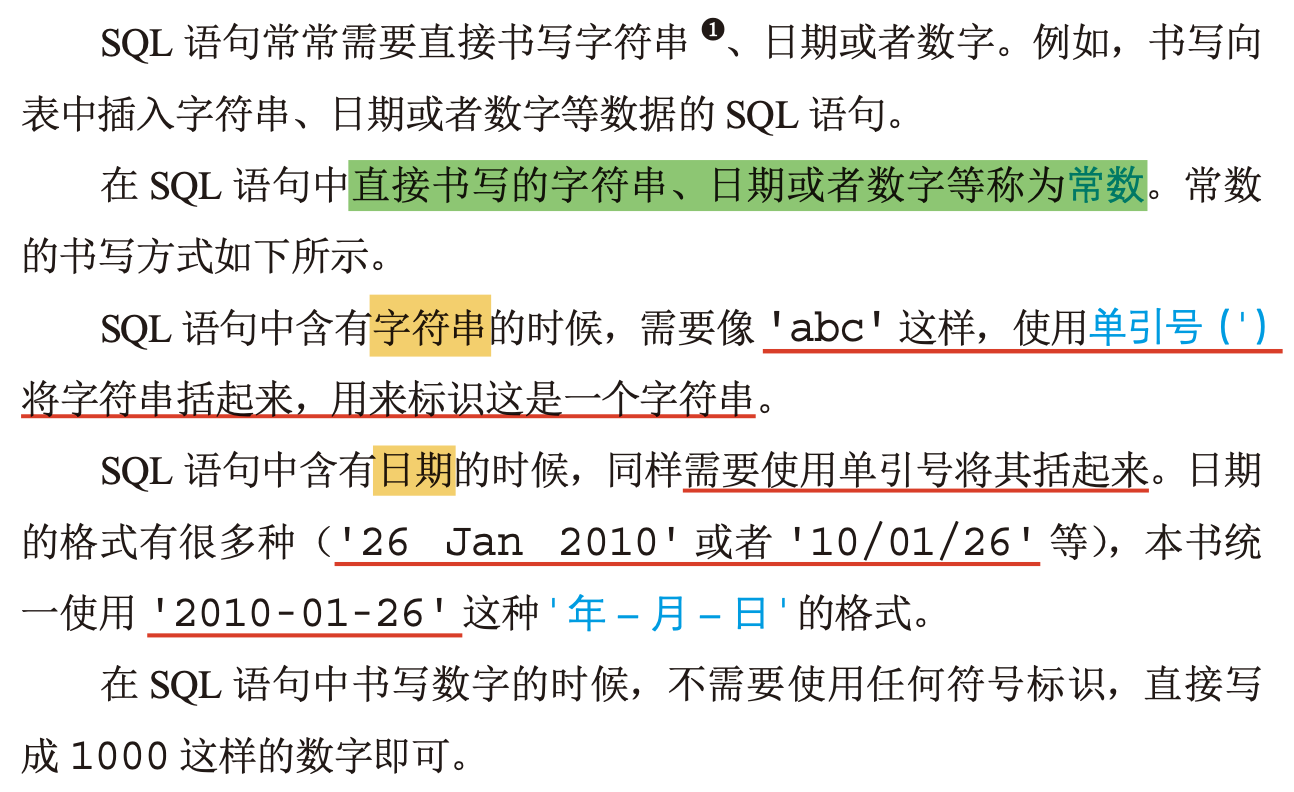 SQL 语句常常需要直接书写字符串❶、日期或者数字。例如，书写向
表中插入字符串、日期或者数字等数据的 SQL 语句。
在 SQL 语句中直接书写的字符串、日期或者数字等称为常数。常数
的书写方式如下所示。
SQL 语句中含有字符串的时候，需要像 'abc' 这样，使用单引号（'）
将字符串括起来，用来标识这是一个字符串。
SQL 语句中含有日期的时候，同样需要使用单引号将其括起来。日期
的格式有很多种（'26 Jan 2010' 或者 '10/01/26' 等），本书统
一使用 '2010-01-26' 这种 '年–月–日' 的格式。
在 SQL 语句中书写数字的时候，不需要使用任何符号标识，直接写
成 1000 这样的数字即可。